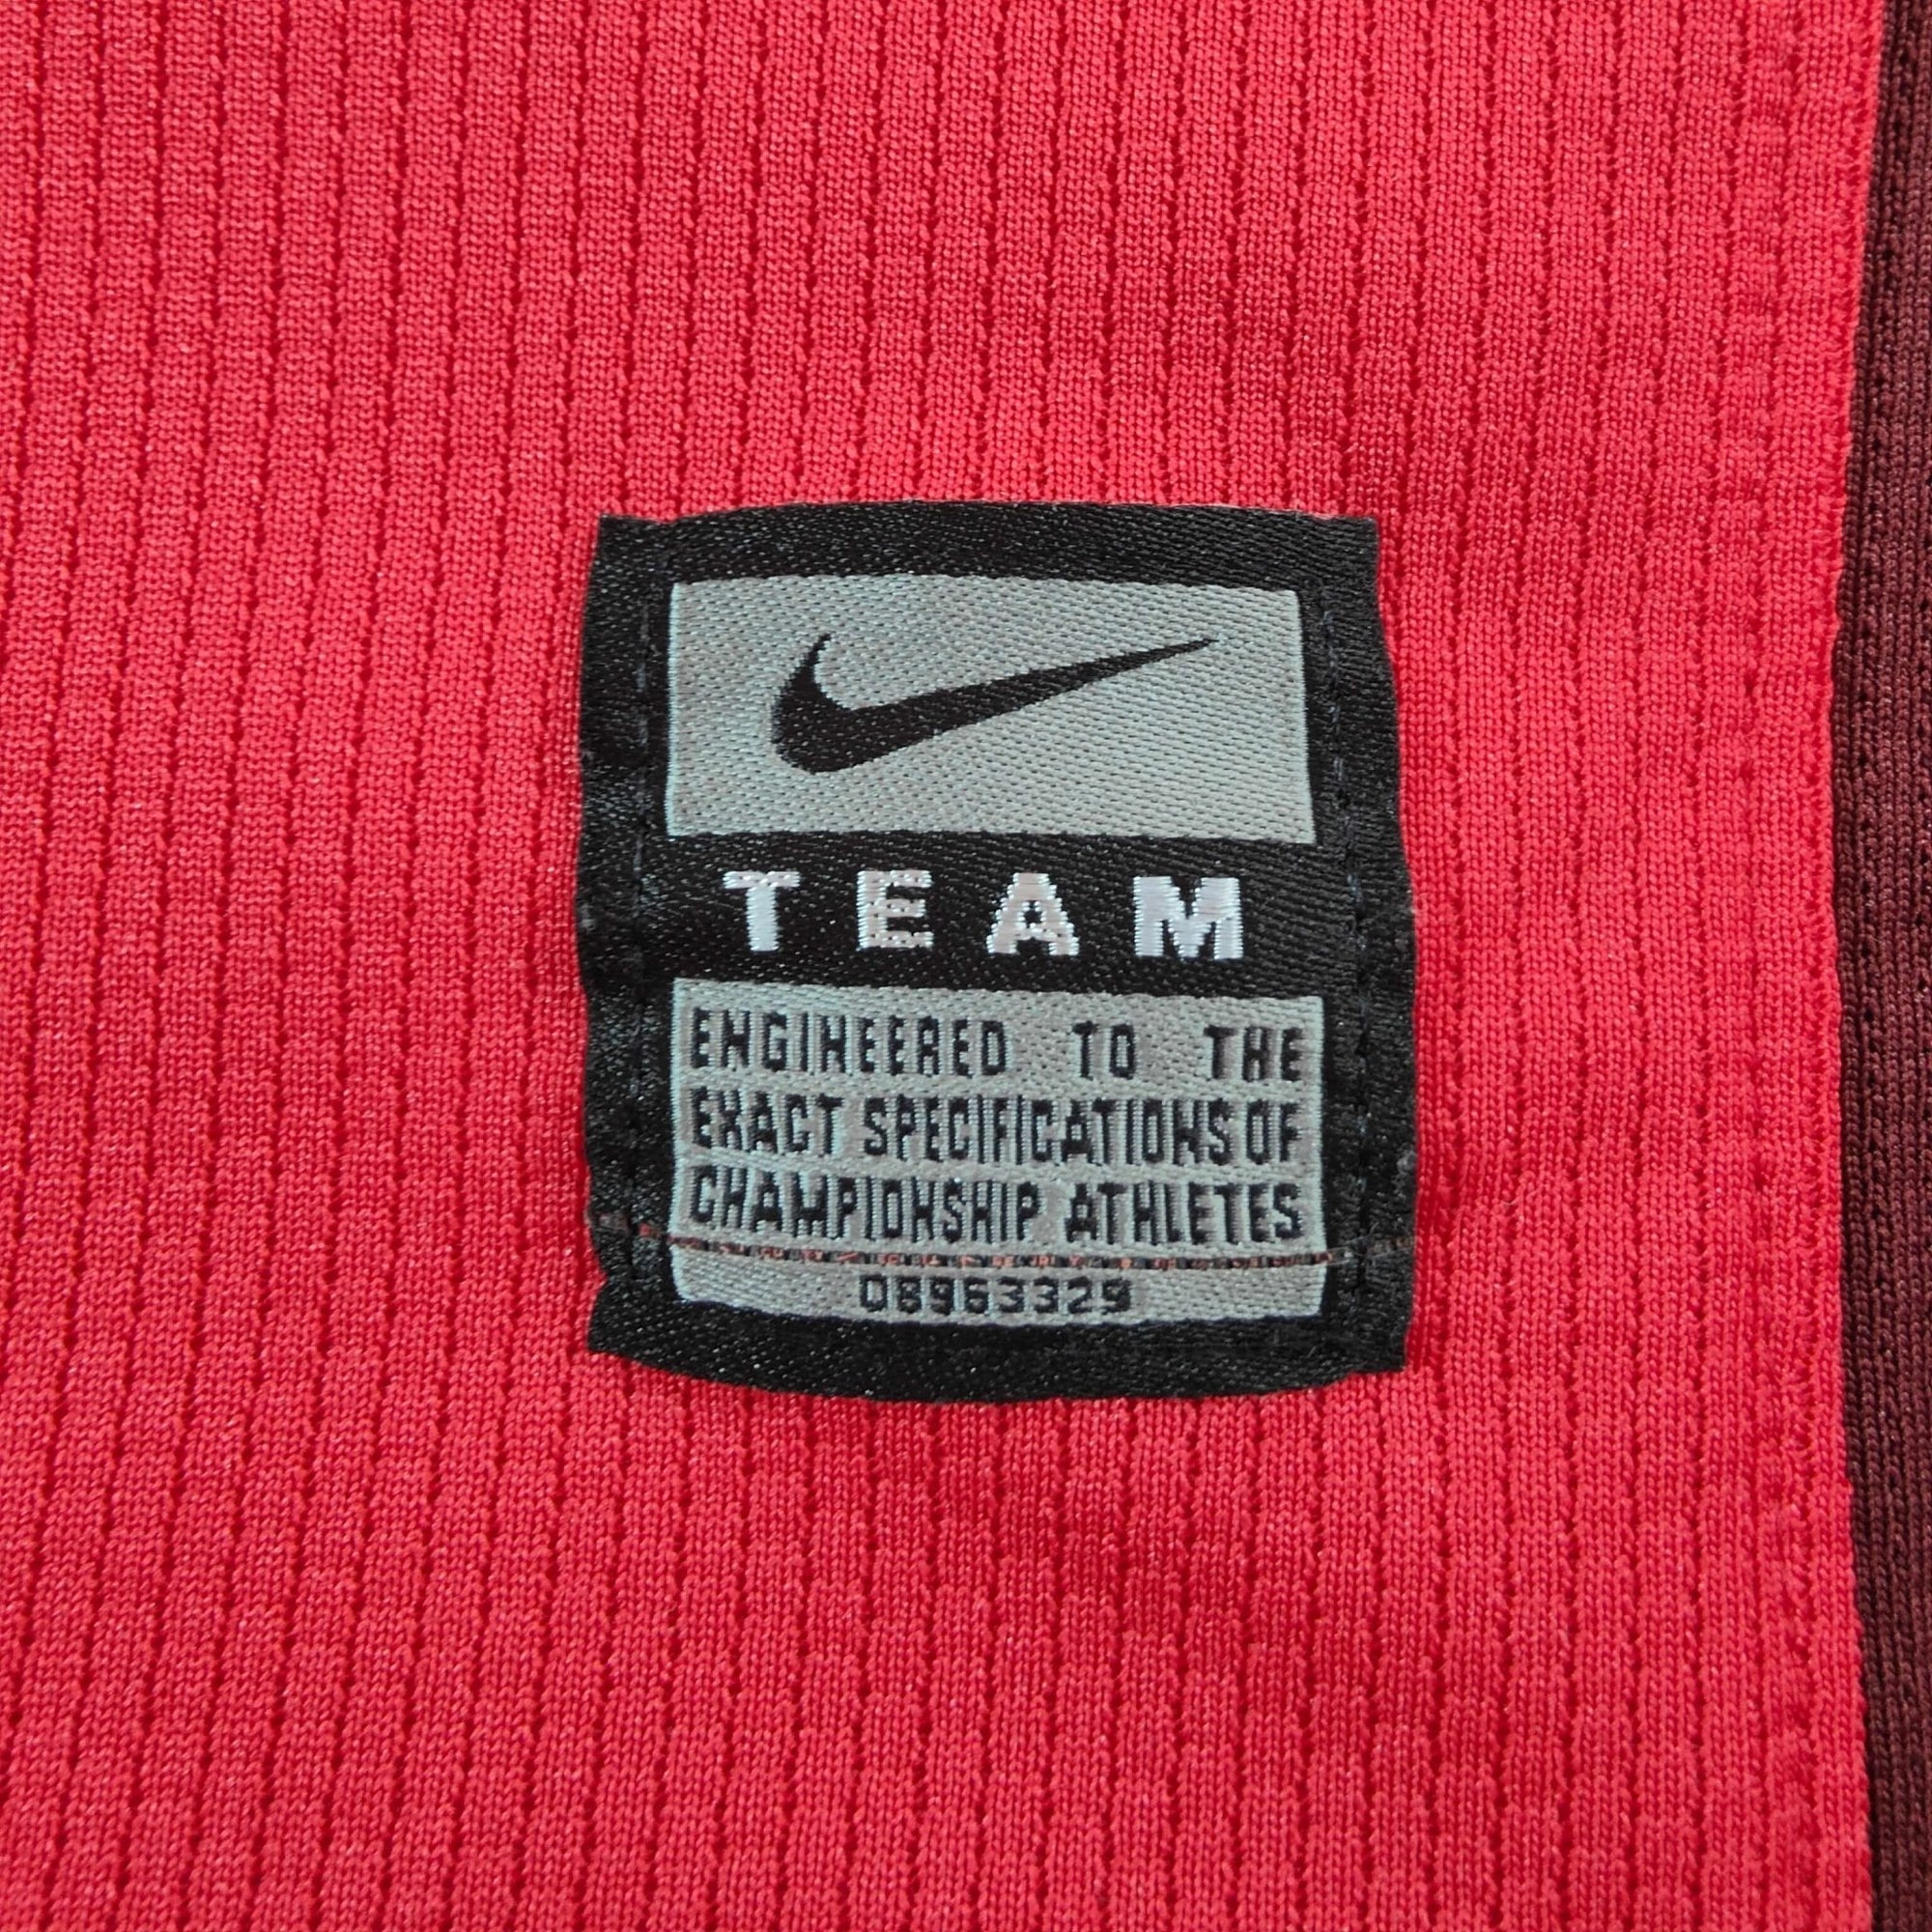 TEAM
ENGINEERED TO THE
EXACT SPECIFICATIONS OF
CHAMPIONSHIP ATHLETES
08963329